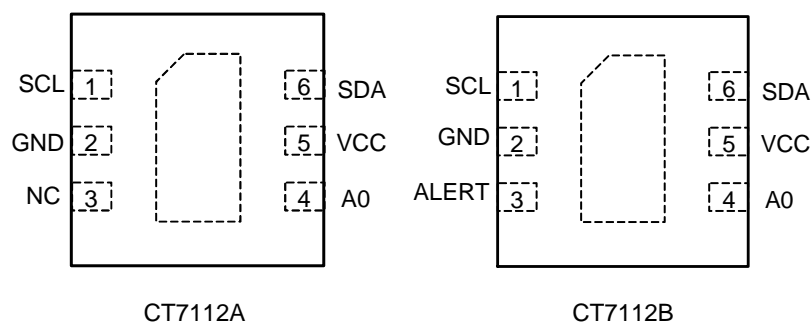 SCL 1 6 SDA
GND 2 5 VCC
NC 3 4 A0
CT7112A
SCL 1 6 SDA
GND 2 5 VCC
ALERT 3 4 A0
CT7112B